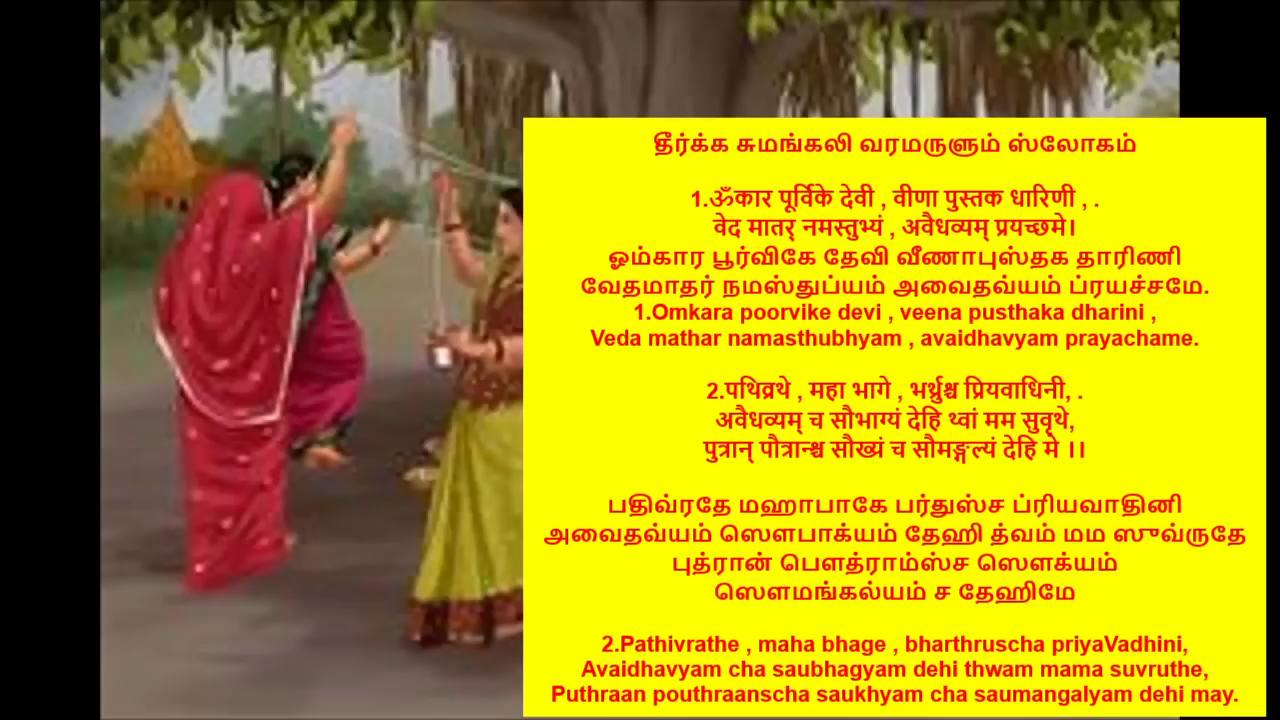 தீர்க்க சுமங்கலி வரமருளும் ஸ்லோகம்
1.ॐकार पूर्विके देवी , वीणा पुस्तक धारिणी , .
वेद मातर् नमस्तुभ्यं , अवैधव्यम् प्रयच्छमे।
ஓம்கார பூர்விகே தேவி வீணாபுஸ்தக தாரிணி
வேதமாதர் நமஸ்துப்யம் அவைதவ்யம் ப்ரயச்சமே.
1.Omkara poorvike devi , veena pusthaka dharini ,
Veda mathar namasthubhyam , avaidhavyam prayachame.
2.पथिव्रथे , महा भागे , भर्थ्रुश्च प्रियवाधिनी, .
अवैधव्यम् च सौभाग्यं देहि थ्वां मम सुवृथे,
पुत्रान् पौत्रान्श्च सौख्यं च सौमङ्गल्यं देहि मे ।।
பதிவ்ரதே மஹாபாகே பர்துஸ்ச ப்ரியவாதினி
அவைதவ்யம் ஸௌபாக்யம் தேஹி த்வம் மம ஸுவ்ருதே
புத்ரான் பௌத்ராம்ஸ்ச ஸௌக்யம்
ஸௌமங்கல்யம் ச தேஹிமே
2.Pathivrathe , maha bhage , bharthruscha priyaVadhini,
Avaidhavyam cha saubhagyam dehi thwam mama suvruthe,
Puthraan pouthraanscha saukhyam cha saumangalyam dehi may.